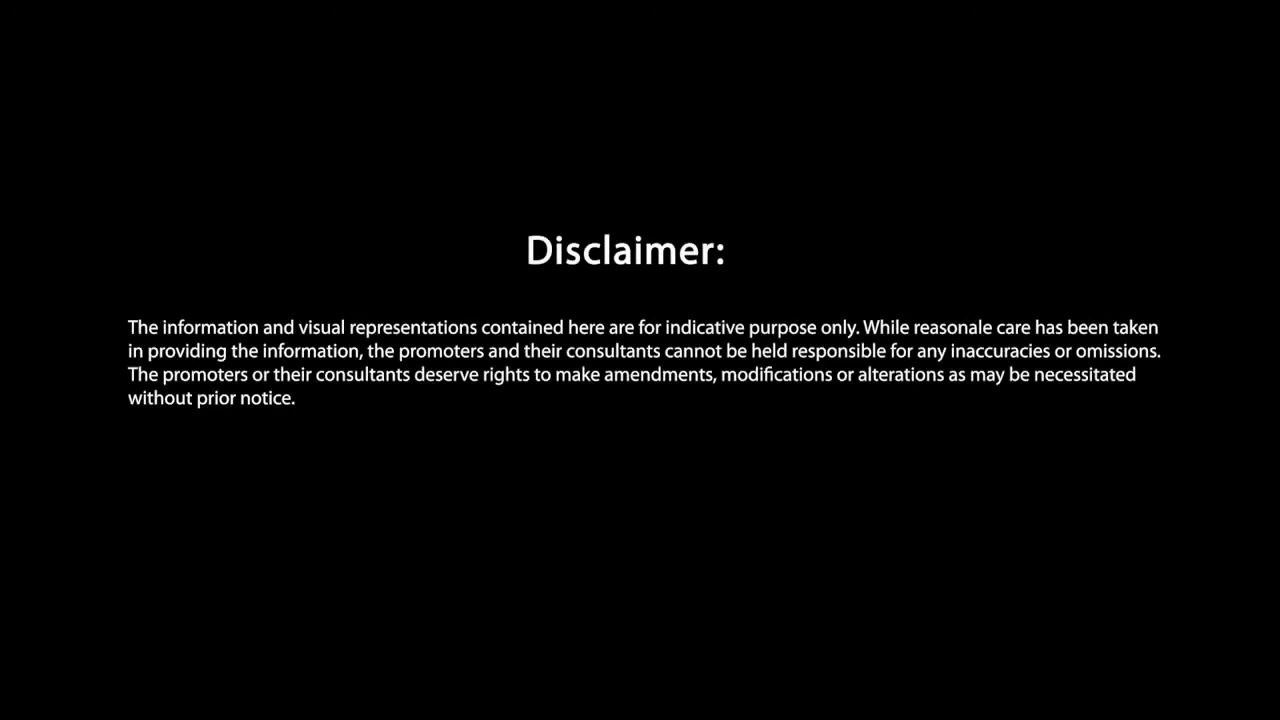 Disclaimer:
The information and visual representations contained here are for indicative purpose only. While reasonale care has been taken
in providing the information, the promoters and their consultants cannot be held responsible for any inaccuracies or omissions.
The promoters or their consultants deserve rights to make amendments, modifications or alterations as may be necessitated
without prior notice.